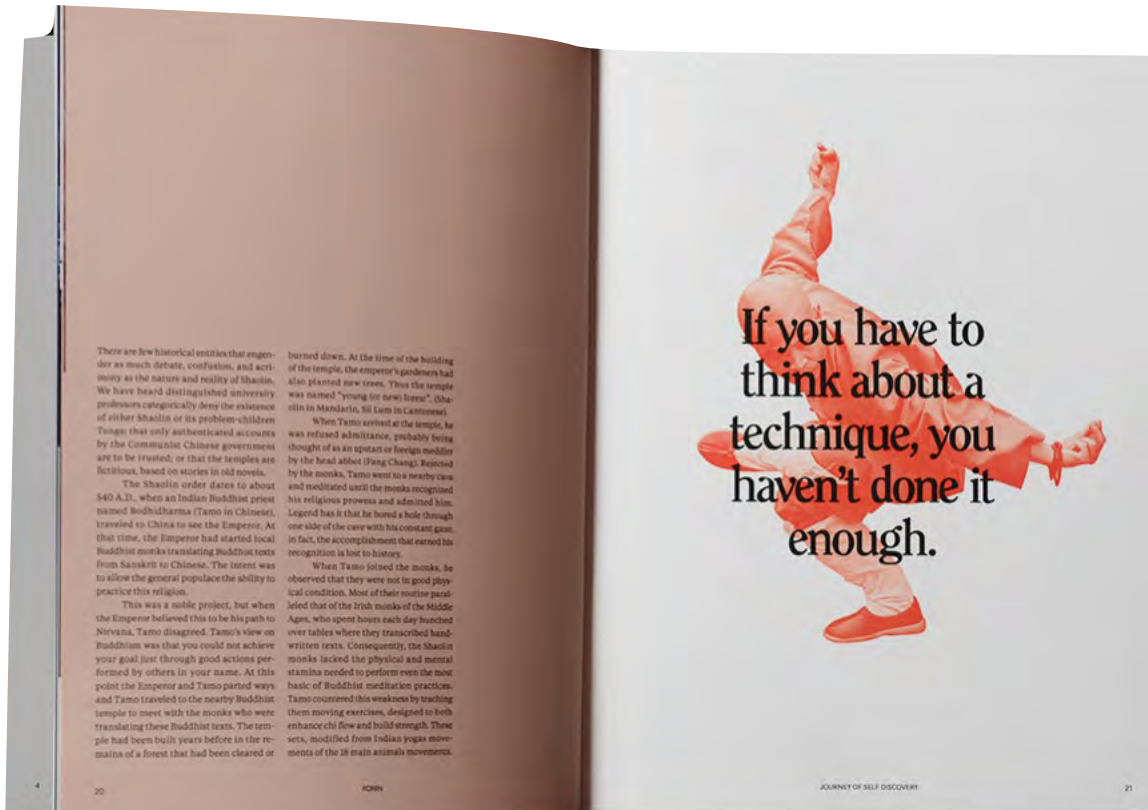 There are few historical entities that engen-
der as much debate, confusion, and acri-
mony as the nature and reality of Shaolin.
We have heard distinguished university
professors categorically deny the existence
of either Shaolin or its problem-children
Tongs; that only authenticated accounts
by the Communist Chinese government
are to be trusted; or that the temples are
fictitious, based on stories in old novels.
The Shaolin order dates to about
540 A.D., when an Indian Buddhist priest
named Bodhidharma (Tamo in Chinese),
traveled to China to see the Emperor. At
that time, the Emperor had started local
Buddhist monks translating Buddhist texts
from Sanskrit to Chinese. The intent was
to allow the general populace the ability to
practice this religion.
This was a noble project, but when
the Emperor believed this to be his path to
Nirvana, Tamo disagreed. Tamo's view on
Buddhism was that you could not achieve
your goal just through good actions per-
formed by others in your name. At this
point the Emperor and Tamo parted ways
and Tamo traveled to the nearby Buddhist
temple to meet with the monks who were
translating these Buddhist texts. The tem-
ple had been built years before in the re-
mains of a forest that had been cleared or
burned down. At the time of the building
of the temple, the emperor's gardeners had
also planted new trees. Thus the temple
was named "young (or new) forest", (Sha-
olin in Mandarin, Sil Lum in Cantonese).
When Tamo arrived at the temple, he
was refused admittance, probably being
thought of as an upstart or foreign meddler
by the head abbot (Fang Chang). Rejected
by the monks, Tamo went to a nearby cave
and meditated until the monks recognized
his religious prowess and admitted him.
Legend has it that he bored a hole through
one side of the cave with his constant gaze;
in fact, the accomplishment that earned his
recognition is lost to history.
When Tamo joined the monks, he
observed that they were not in good phys-
ical condition. Most of their routine paral-
leled that of the Irish monks of the Middle
Ages, who spent hours each day hunched
over tables where they transcribed hand-
written texts. Consequently, the Shaolin
monks lacked the physical and mental
stamina needed to perform even the most
basic of Buddhist meditation practices.
Tamo countered this weakness by teaching
them moving exercises, designed to both
enhance chi flow and build strength. These
sets, modified from Indian yogas move-
ments of the 18 main animals movements.
4
20
RONIN
If you have to
think about a
technique, you
haven't done it
enough.
JOURNEY OF SELF DISCOVERY
21